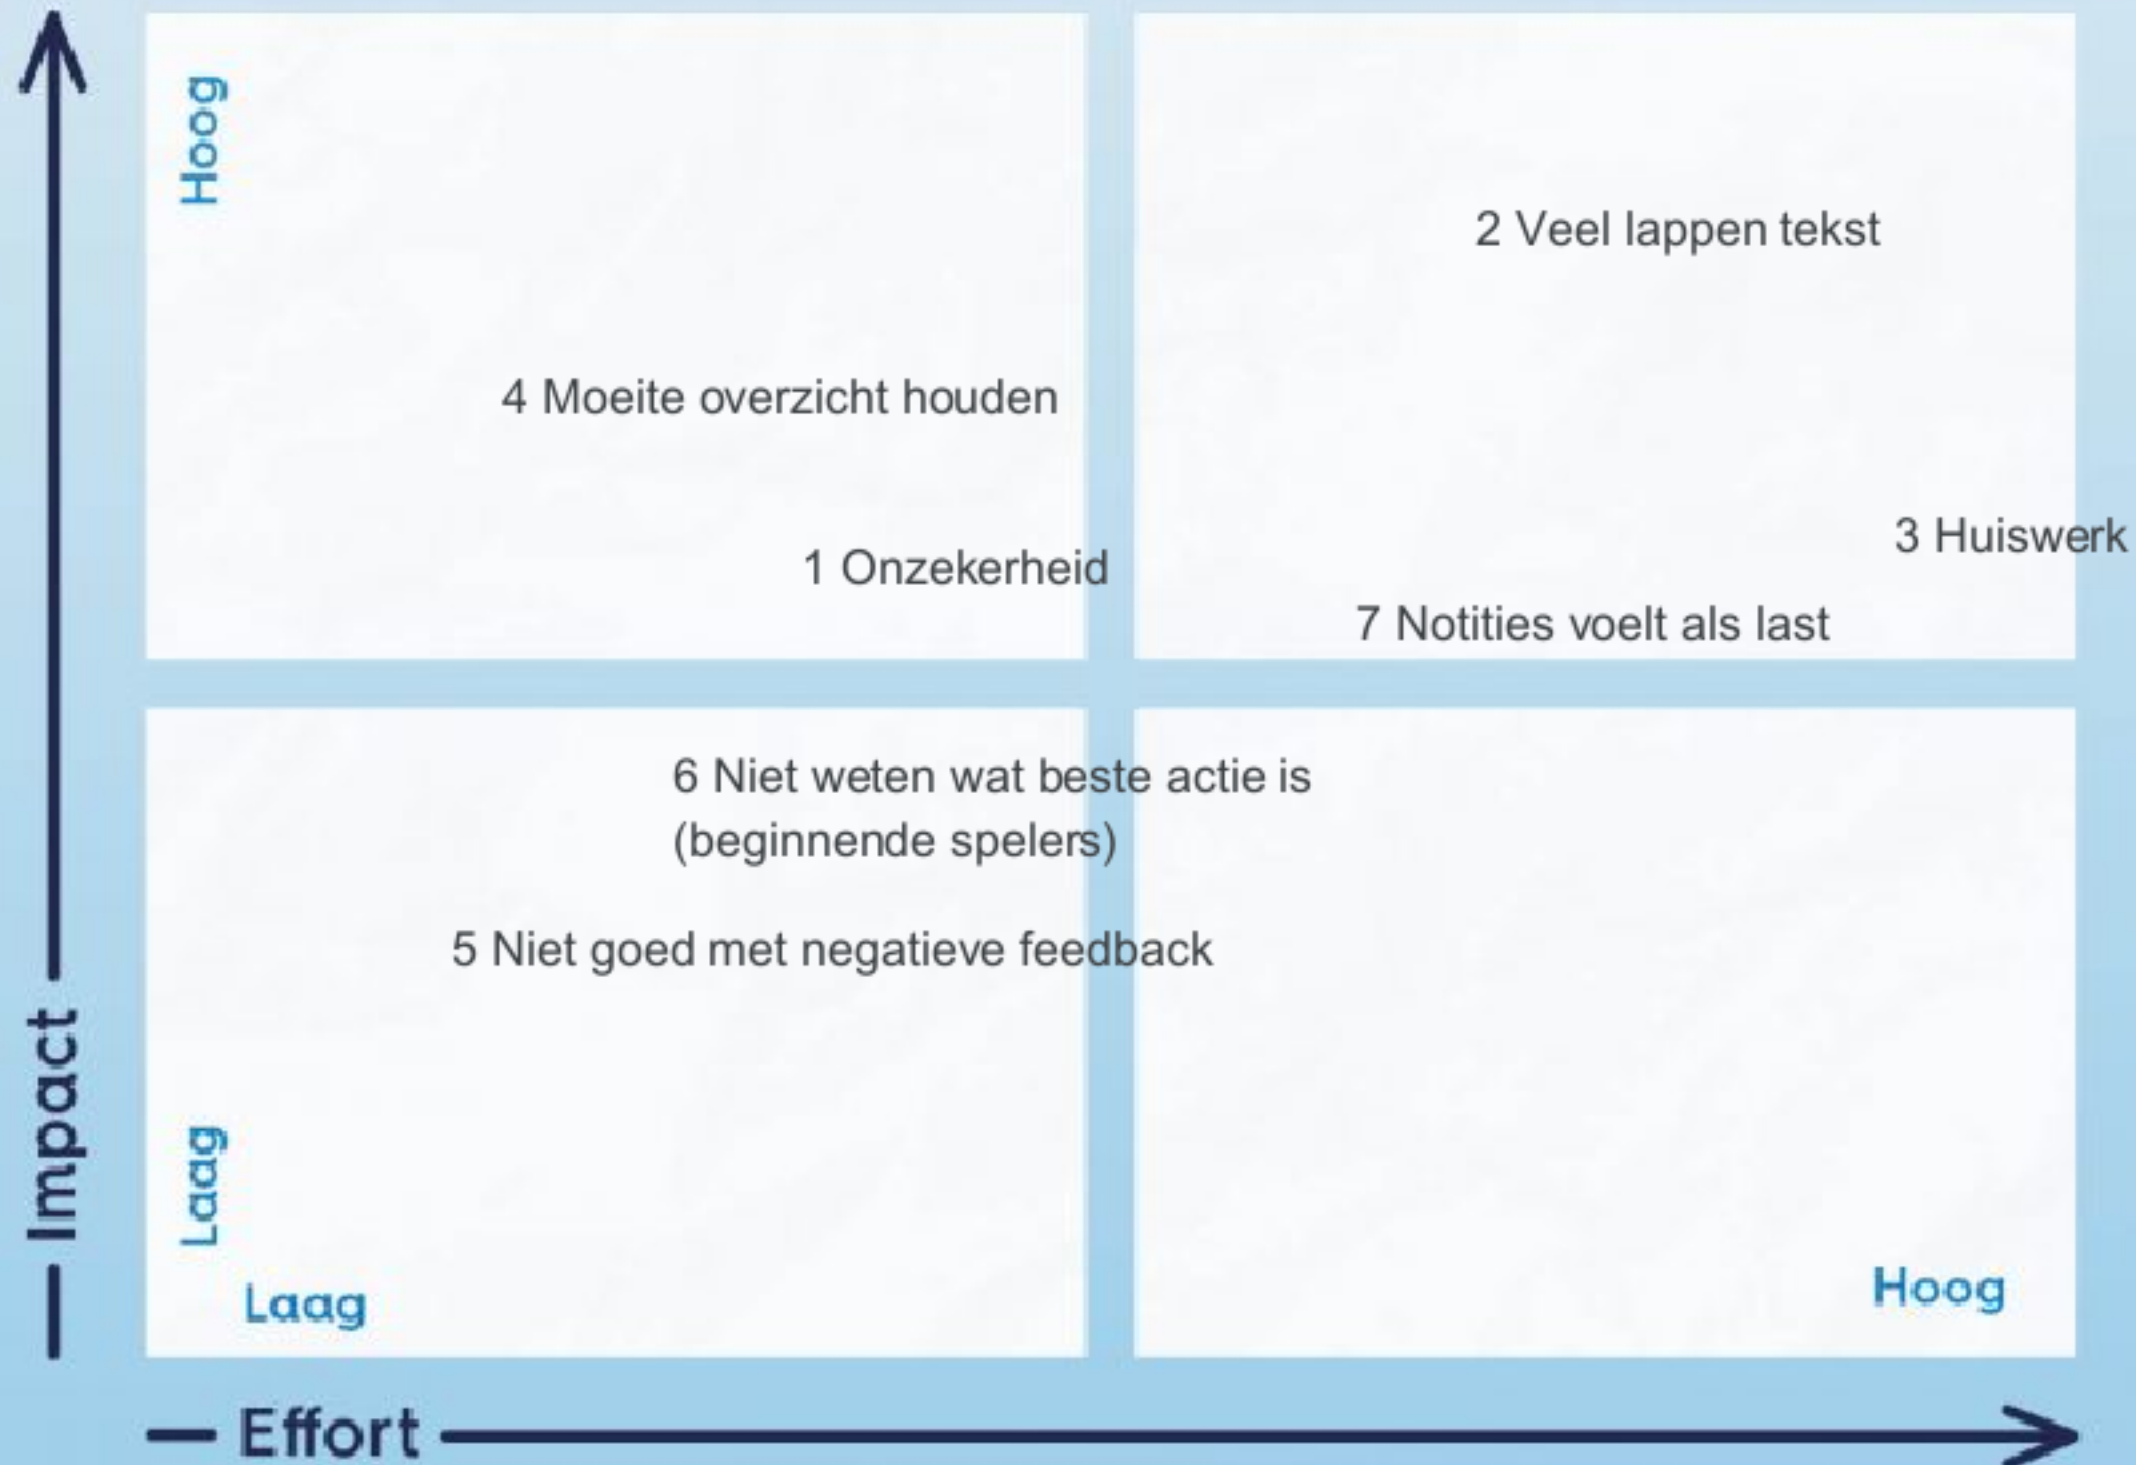 Hoog
2 Veel lappen tekst
4 Moeite overzicht houden
3 Huiswerk
1 Onzekerheid
7 Notities voelt als last
6 Niet weten wat beste actie is
(beginnende spelers)
5 Niet goed met negatieve feedback
Impact
Laag
Laag
Hoog
Effort